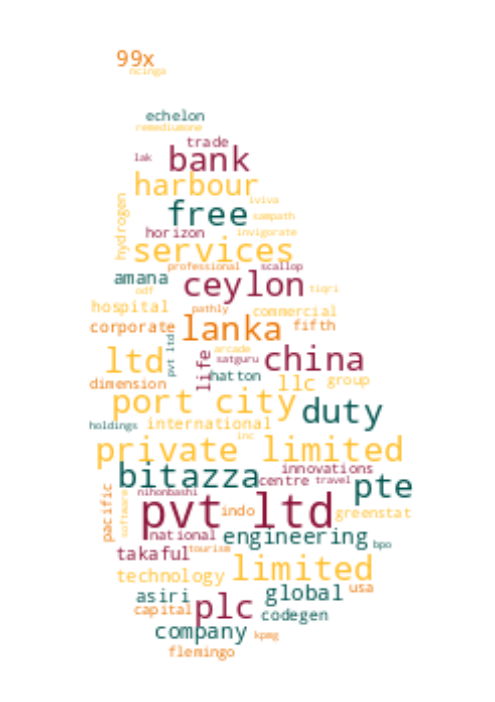 99x
ncinga
echelon
remediumone
trade
lak
bank
harbour
hydrogen
iviva
free
sampath
horizon
invigorate
services
professional
scallop
amana
ceylon
odf
tiqri
hospital
pathly
commercial
corporate
lanka
fifth
pvt ltd
arcade
ltd
life
satguru
china
hatton
dimension
llc
group
port city
duty
holdings
international
inc
private limited
bitazza
innovations
centre
travel
pte
pacific
software
nihonbashi
pvt ltd
indo
greenstat
national
engineering
bpo
takaful
tourism
technology
limited
asiri
global
usa
capital
plc
codegen
company
kpmg
flemingo